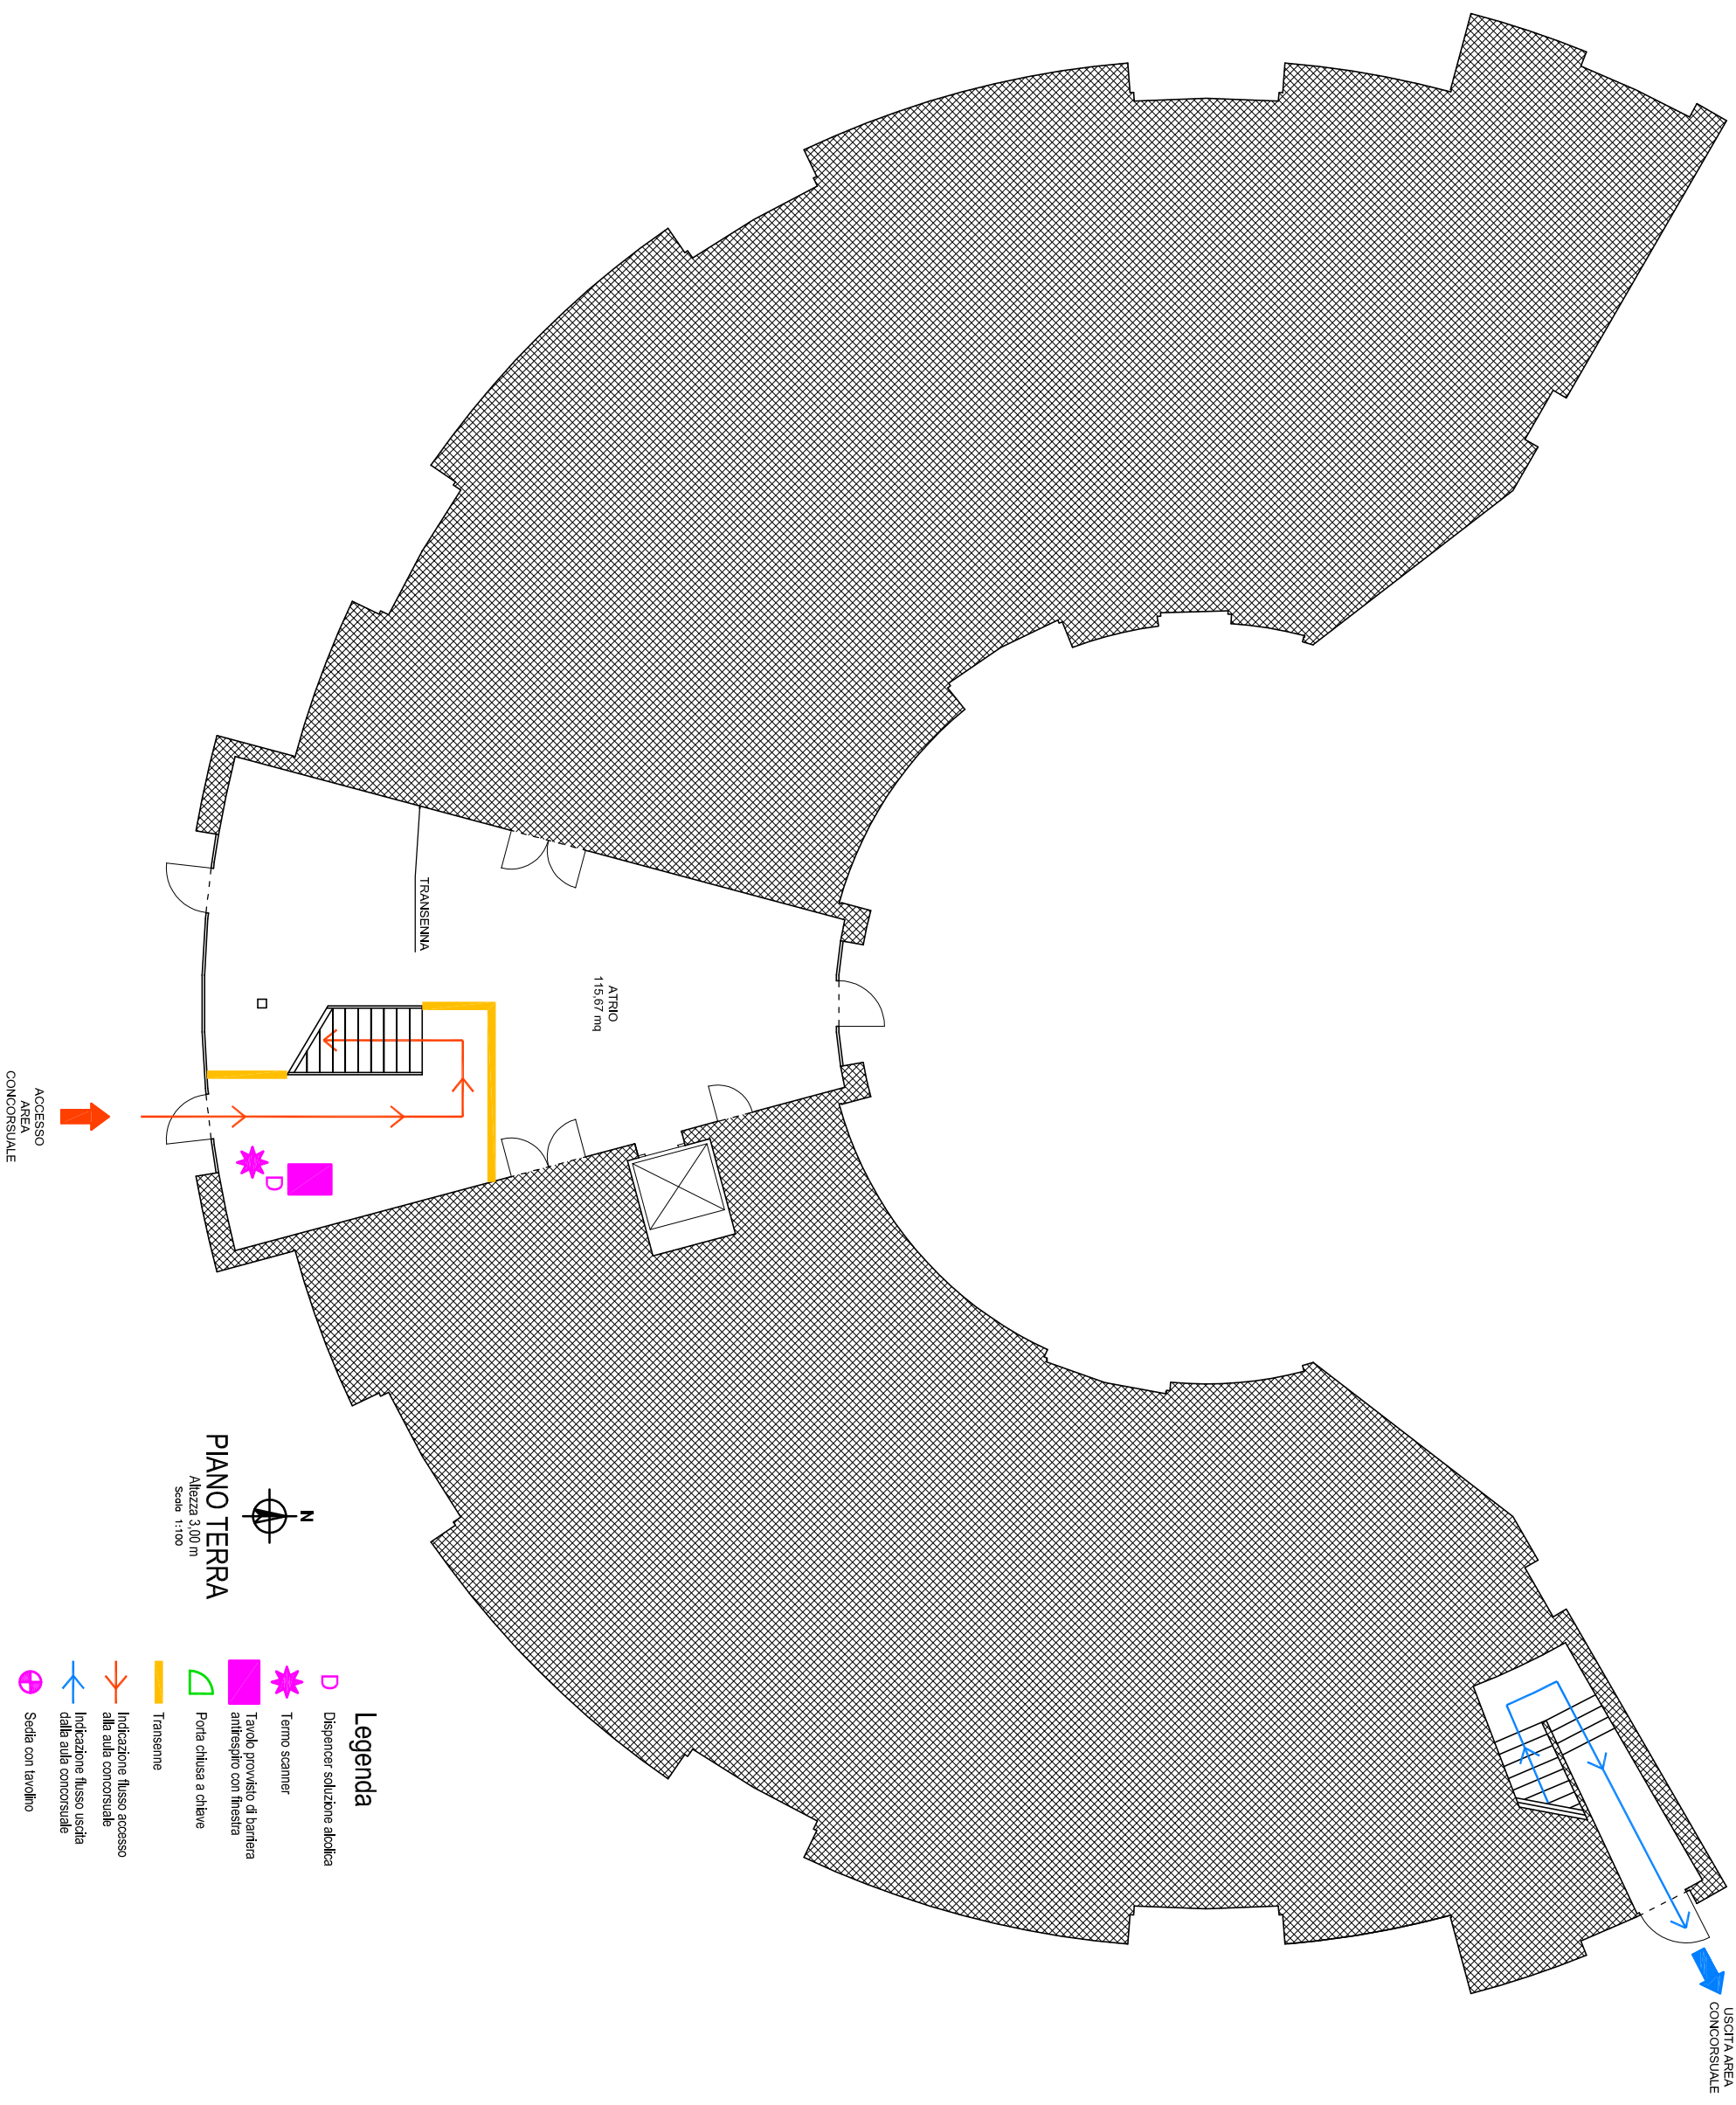 USCITA AREA
CONCORSUALE
TRANSENNA
ATRIO
115,67 mq
ACCESSO
AREA
CONCORSUALE
N
PIANO TERRA
Altezza 3,00 m
Scala 1:100
Legenda
D Dispencer soluzione alcolica
Termo scanner
Tavolo provvisto di barriera
antirespiro con finestra
Porta chiusa a chiave
Transenne
Indicazione flusso accesso
alla aula concorsuale
Indicazione flusso uscita
dalla aula concorsuale
Sedia con tavolino
D